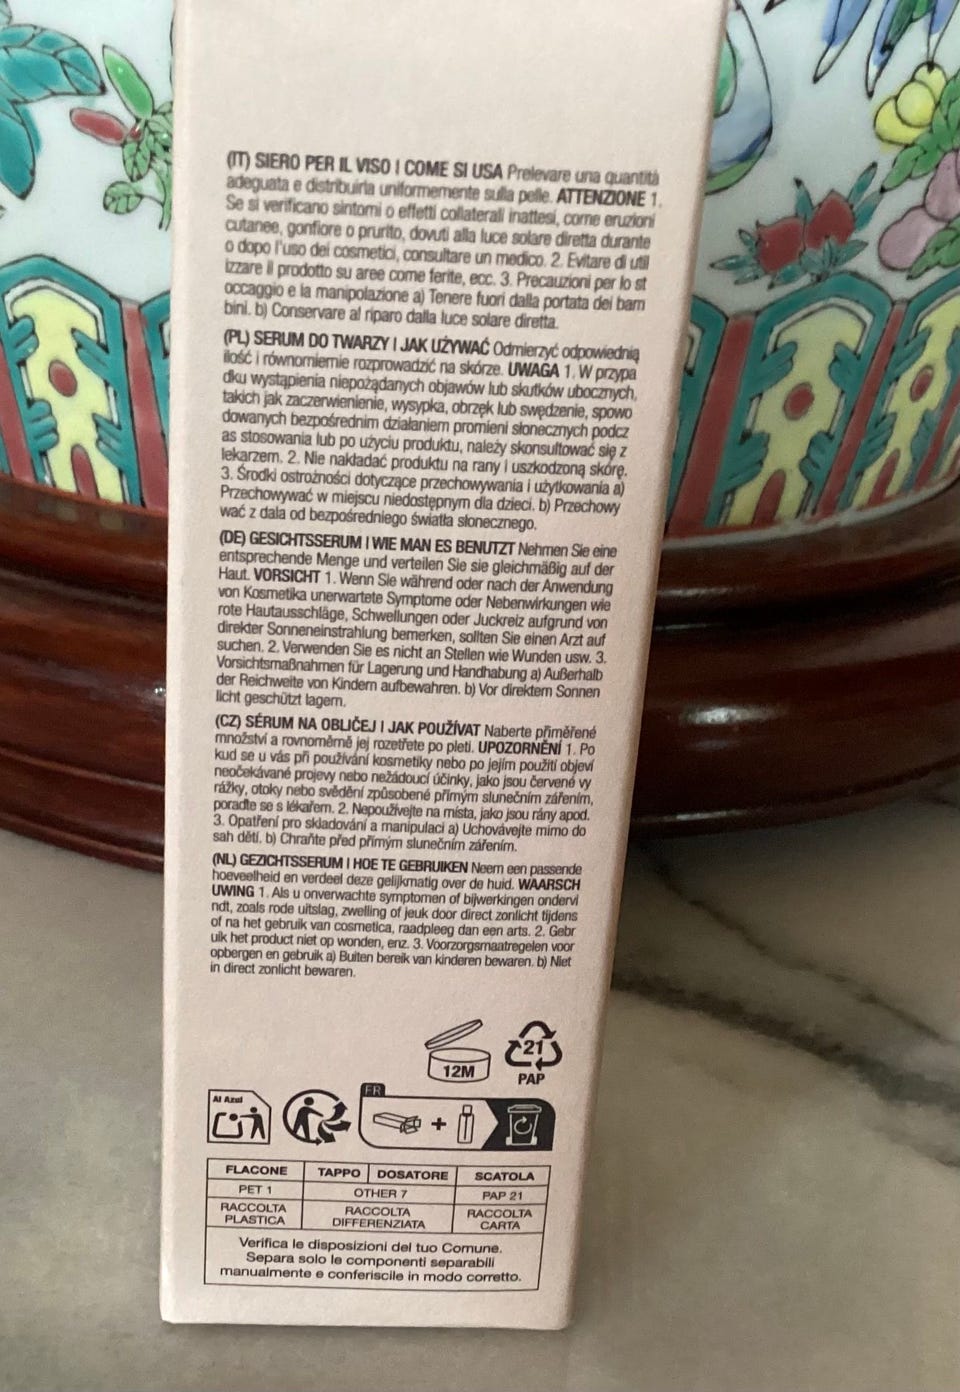 (IT) SIERO PER IL VISO I COME SI USA Prelevare una quantità
adeguata e distribuirla uniformemente sulla pelle. ATTENZIONE 1.
Se si verificano sintomi o effetti collaterali inattesi, come eruzioni
cutanee, gonfiore o prurito, dovuti alla luce solare diretta durante
o dopo l'uso dei cosmetici, consultare un medico. 2. Evitare di util
izzare il prodotto su aree come ferite, ecc. 3. Precauzioni per lo st
occaggio e la manipolazione a) Tenere fuori dalla portata dei bam
bini. b) Conservare al riparo dalla luce solare diretta.
(PL) SERUM DO TWARZY I JAK UŻYWAĆ Odmierzyć odpowiednią
ilość i równomiernie rozprowadzić na skórze. UWAGA 1. W przypa
dku wystąpienia niepożądanych objawów lub skutków ubocznych,
takich jak zaczerwienienie, wysypka, obrzęk lub swędzenie, spowo
dowanych bezpośrednim działaniem promieni słonecznych podcz
as stosowania lub po użyciu produktu, należy skonsultować się z
lekarzem. 2. Nie nakładać produktu na rany i uszkodzoną skórę.
3. Środki ostrożności dotyczące przechowywania i użytkowania a)
Przechowywać w miejscu niedostępnym dla dzieci. b) Przechowy
wać z dala od bezpośredniego światła słonecznego.
(DE) GESICHTSSERUM I WIE MAN ES BENUTZT Nehmen Sie eine
entsprechende Menge und verteilen Sie sie gleichmäßig auf der
Haut. VORSICHT 1. Wenn Sie während oder nach der Anwendung
von Kosmetika unerwartete Symptome oder Nebenwirkungen wie
rote Hautausschläge, Schwellungen oder Juckreiz aufgrund von
direkter Sonneneinstrahlung bemerken, sollten Sie einen Arzt auf
suchen. 2. Verwenden Sie es nicht an Stellen wie Wunden usw. 3.
Vorsichtsmaßnahmen für Lagerung und Handhabung a) Außerhalb
der Reichweite von Kindern aufbewahren. b) Vor direktem Sonnen
licht geschützt lagern.
(CZ) SÉRUM NA OBLIČEJ I JAK POUŽÍVAT Naberte přiměřené
množství a rovnoměrně jej rozetřete po pleti. UPOZORNĚNÍ 1. Po
kud se u vás při používání kosmetiky nebo po jejím použití objeví
neočekávané projevy nebo nežádoucí účinky, jako jsou červené vy
rážky, otoky nebo svědění způsobené přímým slunečním zářením,
poraďte se s lékařem. 2. Nepoužívejte na místa, jako jsou rány apod.
3. Opatření pro skladování a manipulaci a) Uchovávejte mimo do
sah dětí. b) Chraňte před přímým slunečním zářením.
(NL) GEZICHTSSERUM I HOE TE GEBRUIKEN Neem een passende
hoeveelheid en verdeel deze gelijkmatig over de huid. WAARSCH
UWING 1. Als u onverwachte symptomen of bijwerkingen ondervi
ndt, zoals rode uitslag, zwelling of jeuk door direct zonlicht tijdens
of na het gebruik van cosmetica, raadpleeg dan een arts. 2. Gebr
uik het product niet op wonden, enz. 3. Voorzorgsmaatregelen voor
opbergen en gebruik a) Buiten bereik van kinderen bewaren. b) Niet
in direct zonlicht bewaren.
12M
21
PAP
Al Azul
FR
+
FLACONE TAPPO DOSATORE SCATOLA
PET 1 OTHER 7 PAP 21
RACCOLTA PLASTICA RACCOLTA DIFFERENZIATA RACCOLTA CARTA
Verifica le disposizioni del tuo Comune.
Separa solo le componenti separabili
manualmente e conferiscile in modo corretto.